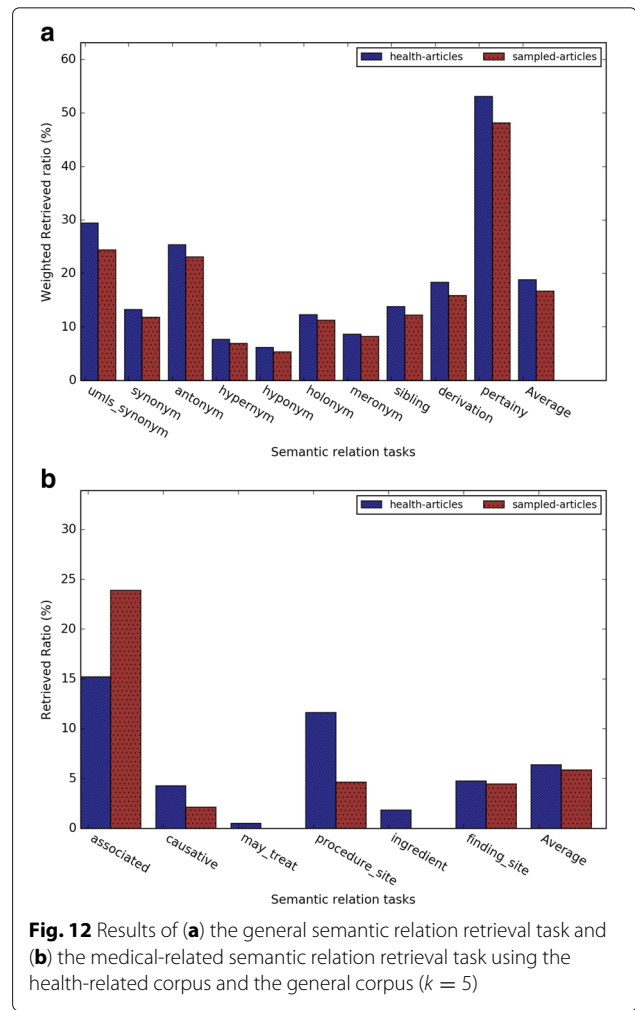 a
60
50
40
30
20
10
0
Weighted Retrieved ratio (%)
health-articles sampled-articles
umls_synonym synonym antonym hypernym hyponym holonym meronym sibling derivation pertainy Average
Semantic relation tasks
b
30
25
20
15
10
5
0
Retrieved Ratio (%)
health-articles sampled-articles
associated causative may_treat procedure_site ingredient finding_site Average
Semantic relation tasks
Fig. 12 Results of (a) the general semantic relation retrieval task and
(b) the medical-related semantic relation retrieval task using the
health-related corpus and the general corpus (k = 5)